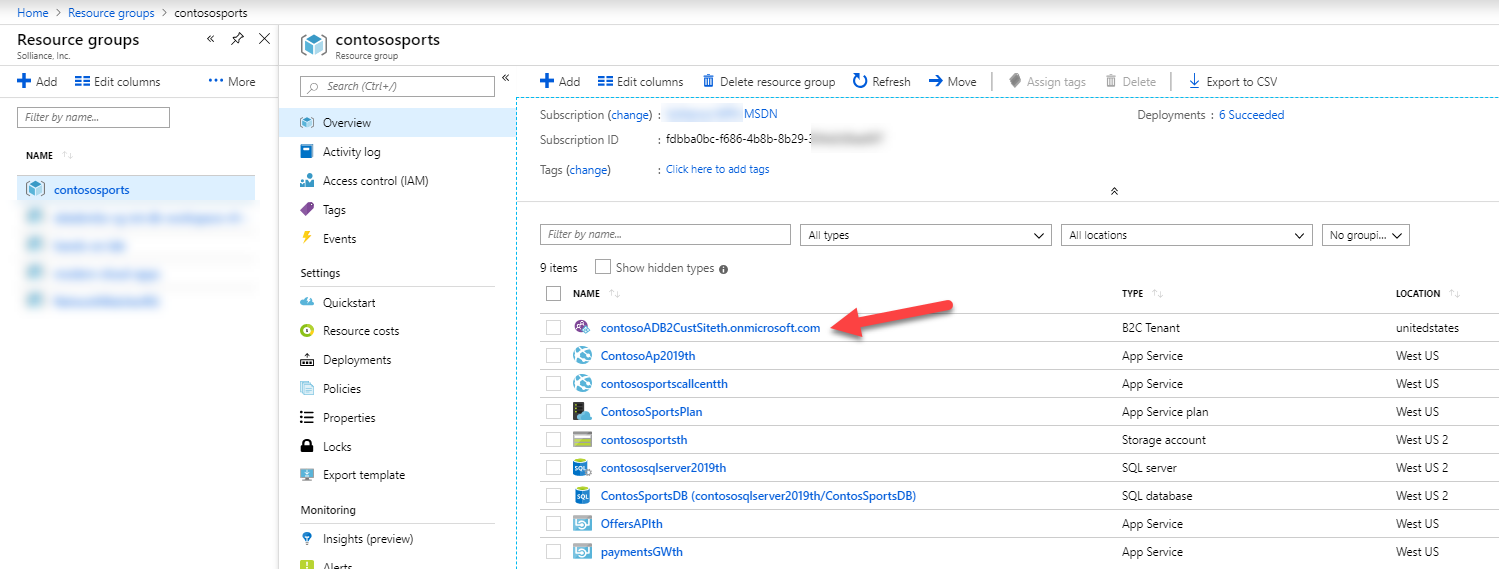 Home > Resource groups > contososports
Resource groups
Solliance, Inc.
Add Edit columns More
Filter by name...
NAME
contososports
contososports
Resource group
Search (Ctrl+/)
Overview
Activity log
Access control (IAM)
Tags
Events
Settings
Quickstart
Resource costs
Deployments
Policies
Properties
Locks
Export template
Monitoring
Insights (preview)
Alerts
Add Edit columns Delete resource group Refresh Move Assign tags Delete Export to CSV
Subscription (change) : MSDN Deployments : 6 Succeeded
Subscription ID : fdbba0bc-f686-4b8b-8b29-3
Tags (change) : Click here to add tags
Filter by name... All types All locations No groupi...
9 items Show hidden types
NAME TYPE LOCATION
contosoADB2CustSiteth.onmicrosoft.com B2C Tenant unitedstates
ContosoAp2019th App Service West US
contososportscallcentth App Service West US
ContosoSportsPlan App Service plan West US
contososportsth Storage account West US 2
contososqlserver2019th SQL server West US 2
ContosSportsDB (contososqlserver2019th/ContosSportsDB) SQL database West US 2
OffersAPIth App Service West US
paymentsGWth App Service West US